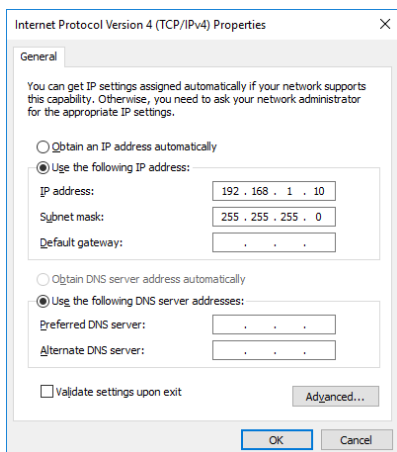 Internet Protocol Version 4 (TCP/IPv4) Properties
General
You can get IP settings assigned automatically if your network supports
this capability. Otherwise, you need to ask your network administrator
for the appropriate IP settings.
Obtain an IP address automatically
Use the following IP address:
IP address: 192 . 168 . 1 . 10
Subnet mask: 255 . 255 . 255 . 0
Default gateway: . . .
Obtain DNS server address automatically
Use the following DNS server addresses:
Preferred DNS server: . . .
Alternate DNS server: . . .
Validate settings upon exit
Advanced...
OK Cancel